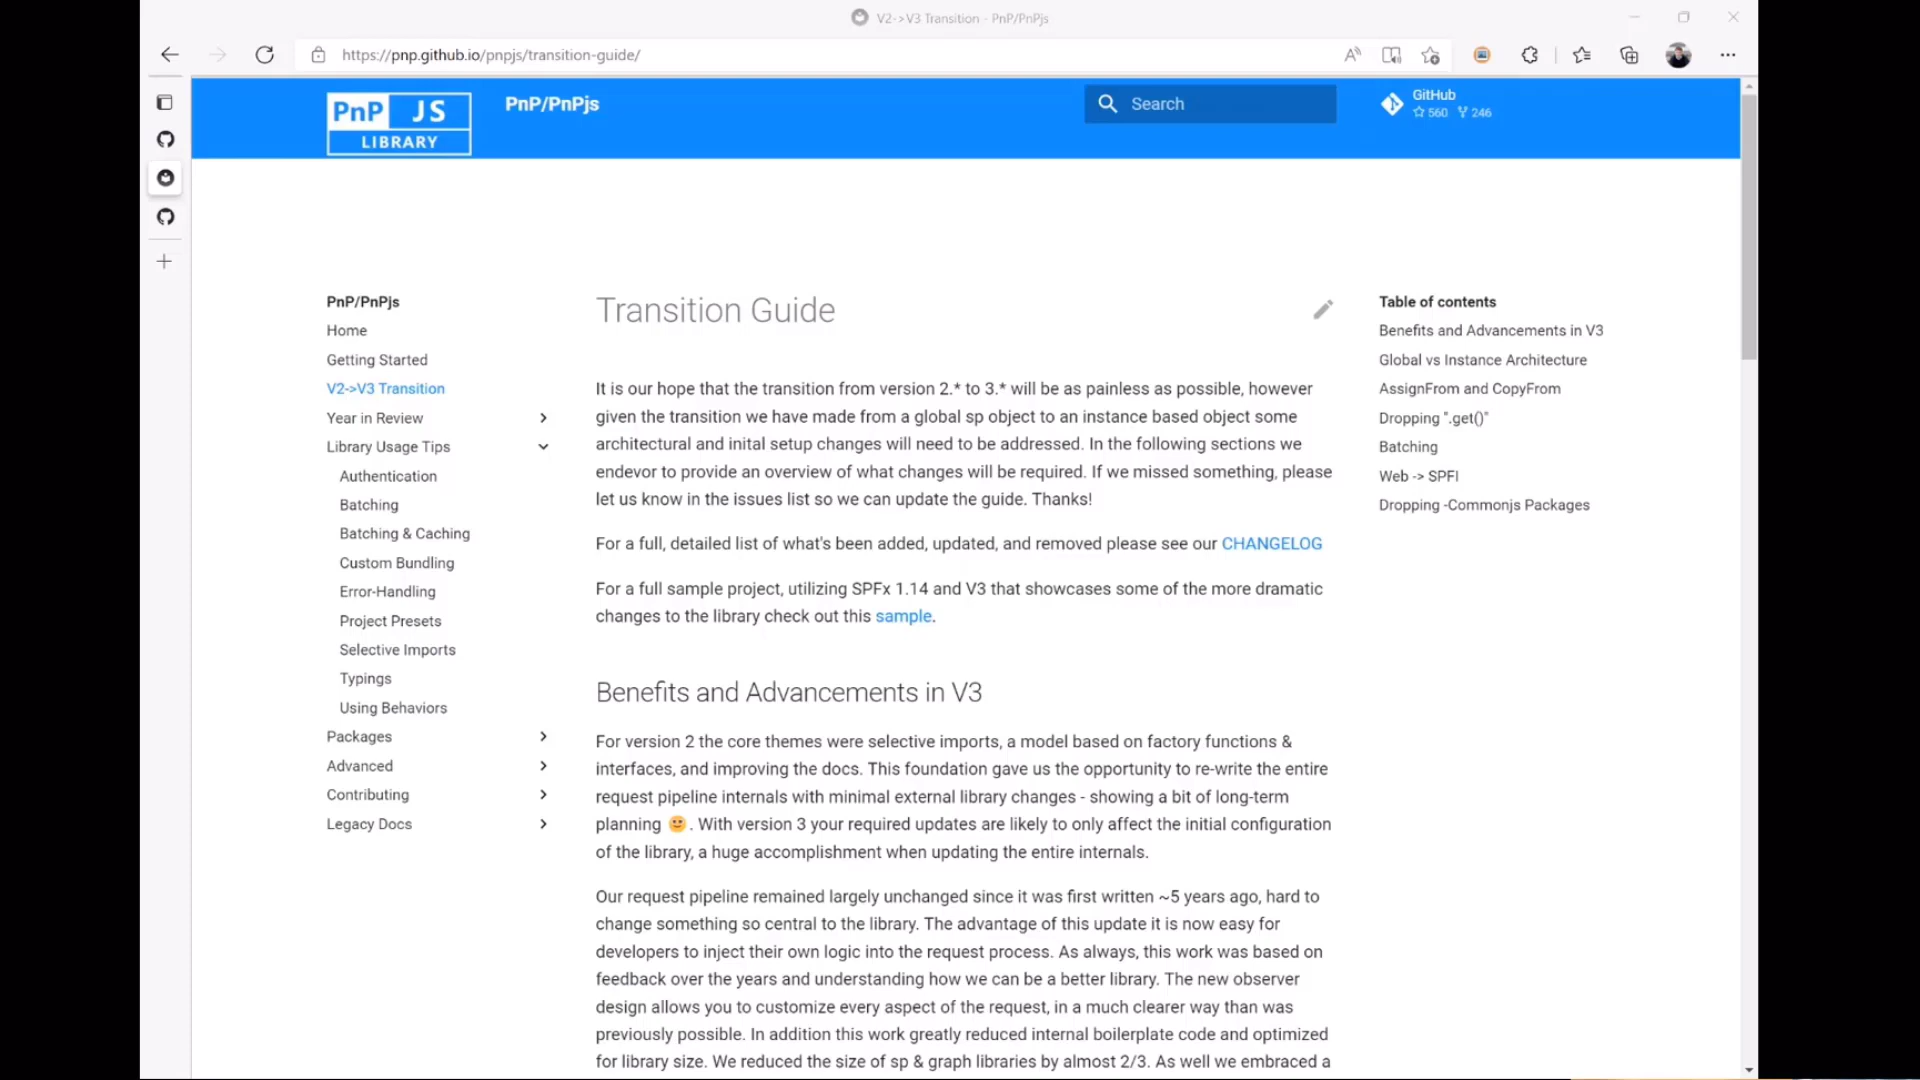 V2->V3 Transition - PnP/PnPjs
https://pnp.github.io/pnpjs/transition-guide/
PnP JS
LIBRARY
PnP/PnPjs
Search
GitHub
560 246
PnP/PnPjs
Home
Getting Started
V2->V3 Transition
Year in Review
Library Usage Tips
Authentication
Batching
Batching & Caching
Custom Bundling
Error-Handling
Project Presets
Selective Imports
Typings
Using Behaviors
Packages
Advanced
Contributing
Legacy Docs
Transition Guide
It is our hope that the transition from version 2.* to 3.* will be as painless as possible, however
given the transition we have made from a global sp object to an instance based object some
architectural and inital setup changes will need to be addressed. In the following sections we
endevor to provide an overview of what changes will be required. If we missed something, please
let us know in the issues list so we can update the guide. Thanks!
For a full, detailed list of what's been added, updated, and removed please see our CHANGELOG
For a full sample project, utilizing SPFx 1.14 and V3 that showcases some of the more dramatic
changes to the library check out this sample.
Benefits and Advancements in V3
For version 2 the core themes were selective imports, a model based on factory functions &
interfaces, and improving the docs. This foundation gave us the opportunity to re-write the entire
request pipeline internals with minimal external library changes - showing a bit of long-term
planning 🙂. With version 3 your required updates are likely to only affect the initial configuration
of the library, a huge accomplishment when updating the entire internals.
Our request pipeline remained largely unchanged since it was first written ~5 years ago, hard to
change something so central to the library. The advantage of this update it is now easy for
developers to inject their own logic into the request process. As always, this work was based on
feedback over the years and understanding how we can be a better library. The new observer
design allows you to customize every aspect of the request, in a much clearer way than was
previously possible. In addition this work greatly reduced internal boilerplate code and optimized
for library size. We reduced the size of sp & graph libraries by almost 2/3. As well we embraced a
Table of contents
Benefits and Advancements in V3
Global vs Instance Architecture
AssignFrom and CopyFrom
Dropping ".get()"
Batching
Web -> SPFI
Dropping -Commonjs Packages